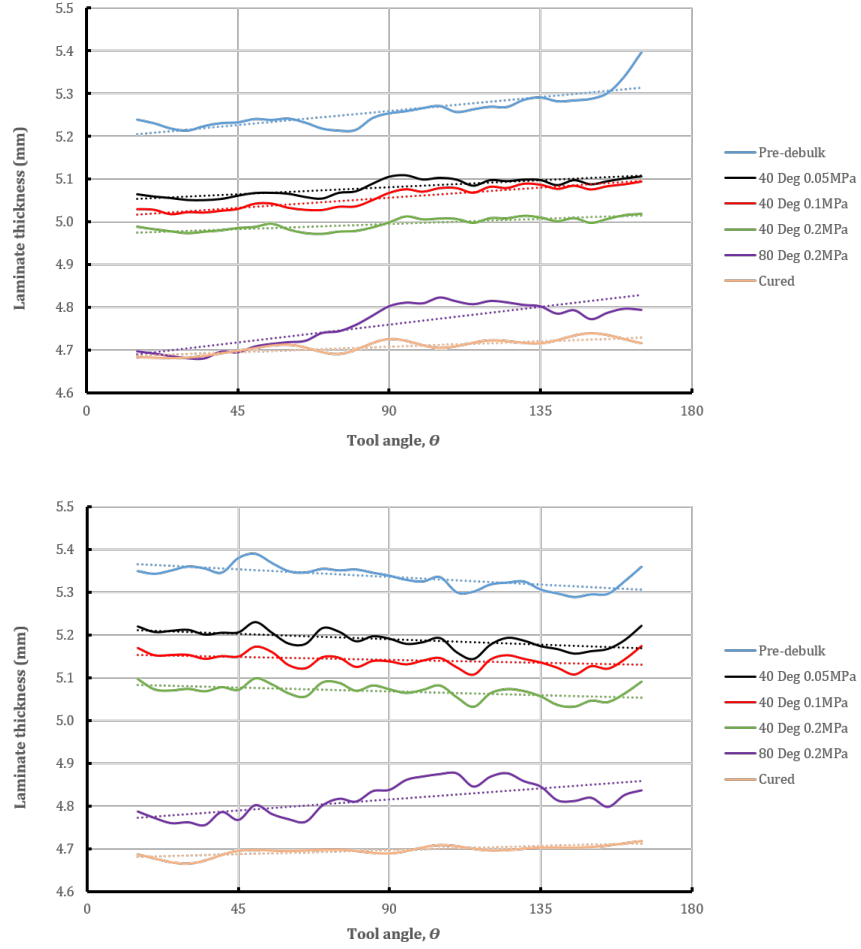 5.5
5.4
5.3
5.2
5.1
5.0
4.9
4.8
4.7
4.6
Laminate thickness (mm)
0
45
90
135
180
Tool angle, θ
Pre-debulk
40 Deg 0.05MPa
40 Deg 0.1MPa
40 Deg 0.2MPa
80 Deg 0.2MPa
Cured
5.5
5.4
5.3
5.2
5.1
5.0
4.9
4.8
4.7
4.6
Laminate thickness (mm)
0
45
90
135
180
Tool angle, θ
Pre-debulk
40 Deg 0.05MPa
40 Deg 0.1MPa
40 Deg 0.2MPa
80 Deg 0.2MPa
Cured